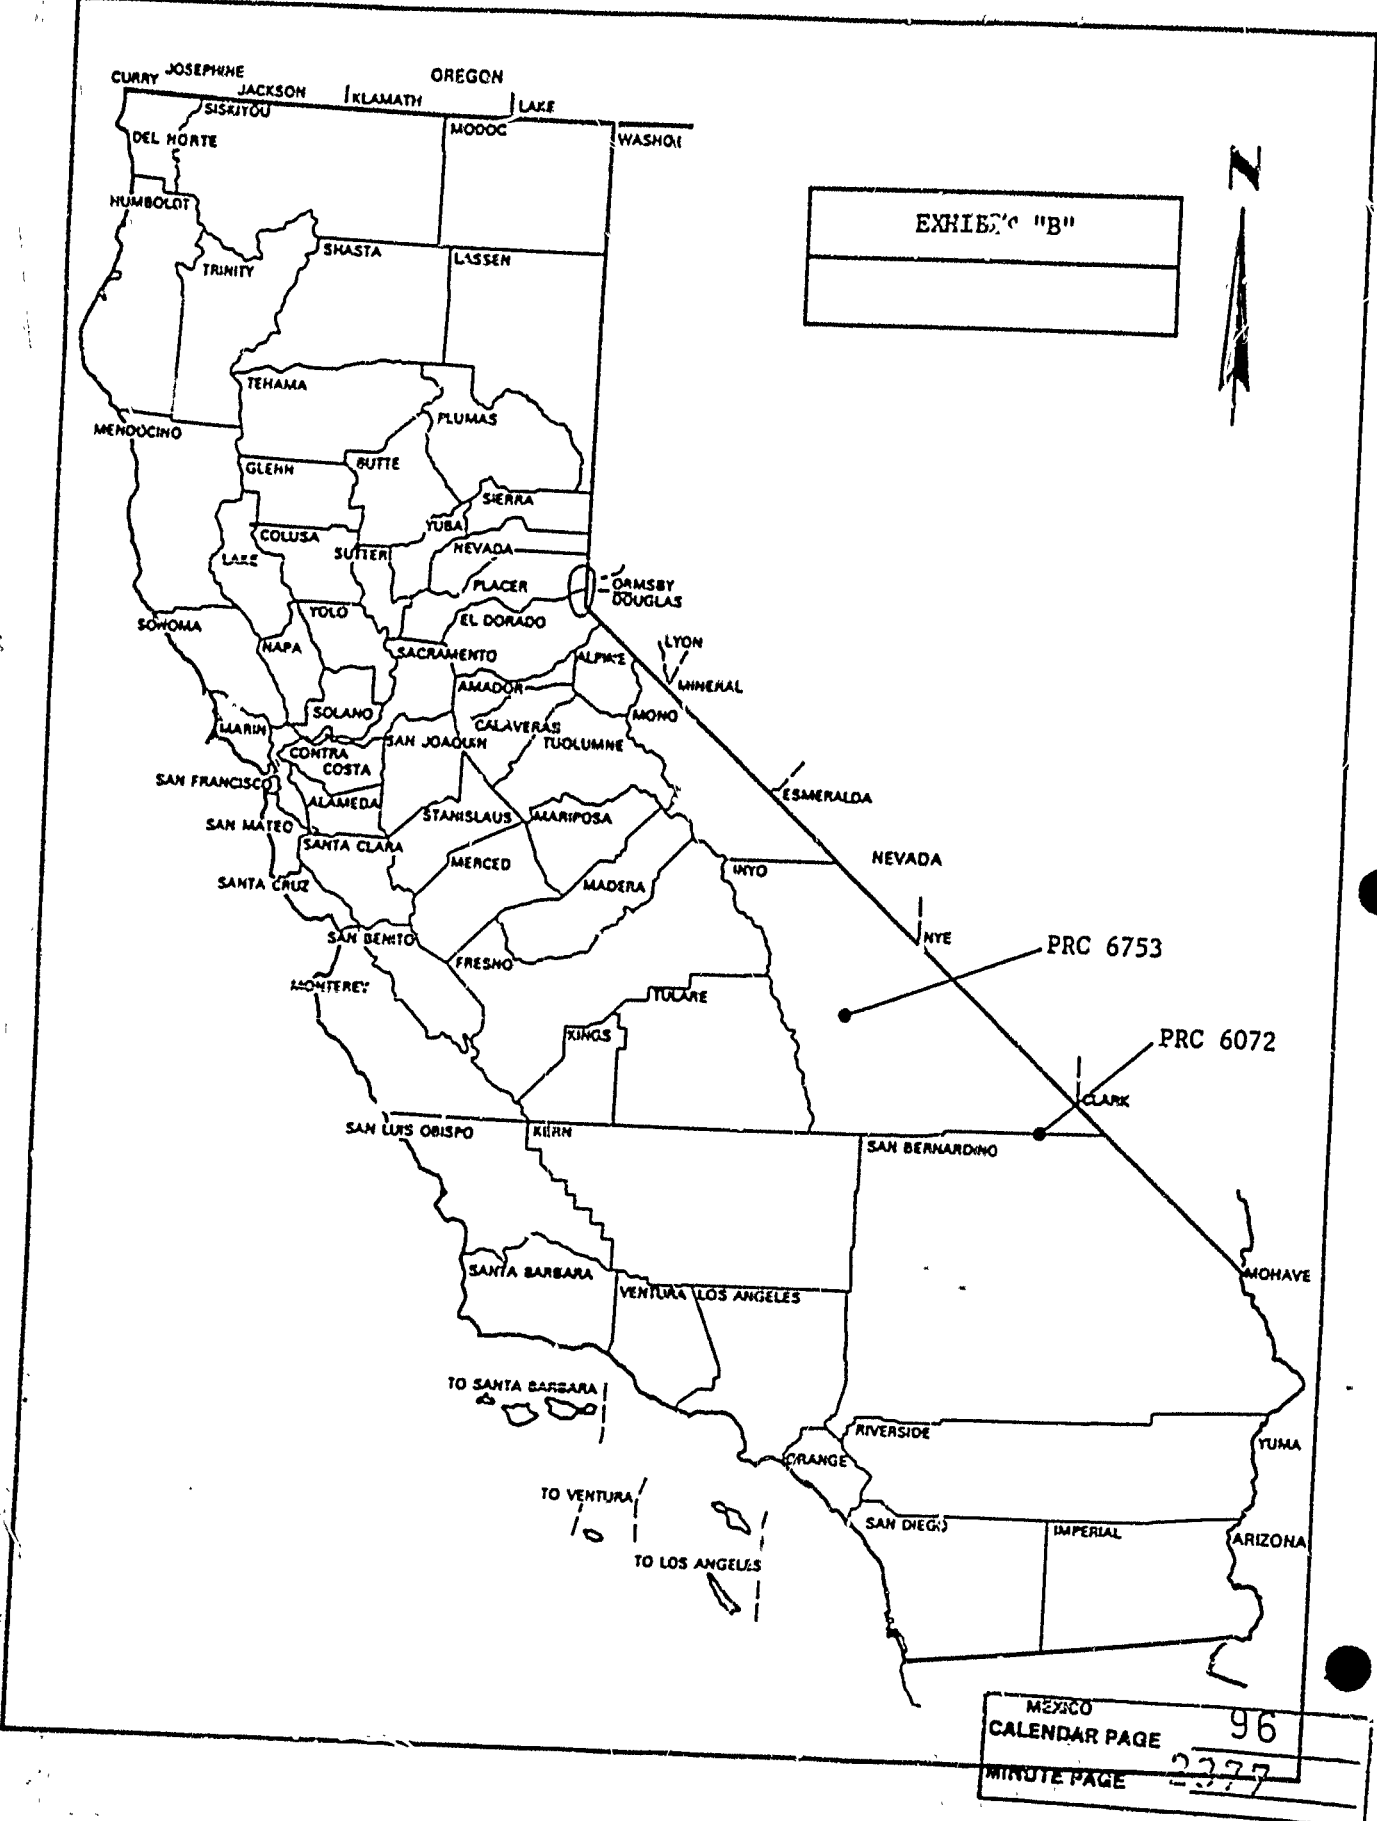 OREGON
CURRY
JOSEPHINE
JACKSON
KLAMATH
LAKE
SISKIYOU
MODOC
DEL NORTE
HUMBOLDT
EXHIBIT "B"
N
SHASTA
LASSEN
TRINITY
TEHAMA
PLUMAS
MENDOCINO
GLENN
BUTTE
SIERRA
YUBA
COLUSA
SUTTER
NEVADA
LAKE
PLACER
ORMSBY
DOUGLAS
YOLO
EL DORADO
SONOMA
NAPA
SACRAMENTO
LYON
AMADOR
MINERAL
SOLANO
MONO
MARIN
CALAVERAS
SAN JOAQUIN
TUOLUMNE
CONTRA
COSTA
SAN FRANCISCO
ALAMEDA
ESMERALDA
SAN MATEO
STANISLAUS
MARIPOSA
SANTA CLARA
MERCED
NEVADA
INYO
SANTA CRUZ
MADERA
SAN BENITO
NYE
PRC 6753
FRESNO
MONTEREY
TULARE
KINGS
PRC 6072
CLARK
SAN LUIS OBISPO
KERN
SAN BERNARDINO
SANTA BARBARA
MOHAVE
VENTURA
LOS ANGELES
TO SANTA BARBARA
RIVERSIDE
YUMA
ORANGE
TO VENTURA
SAN DIEGO
IMPERIAL
ARIZONA
TO LOS ANGELES
MEXICO
CALENDAR PAGE 96
MINUTE PAGE 2377